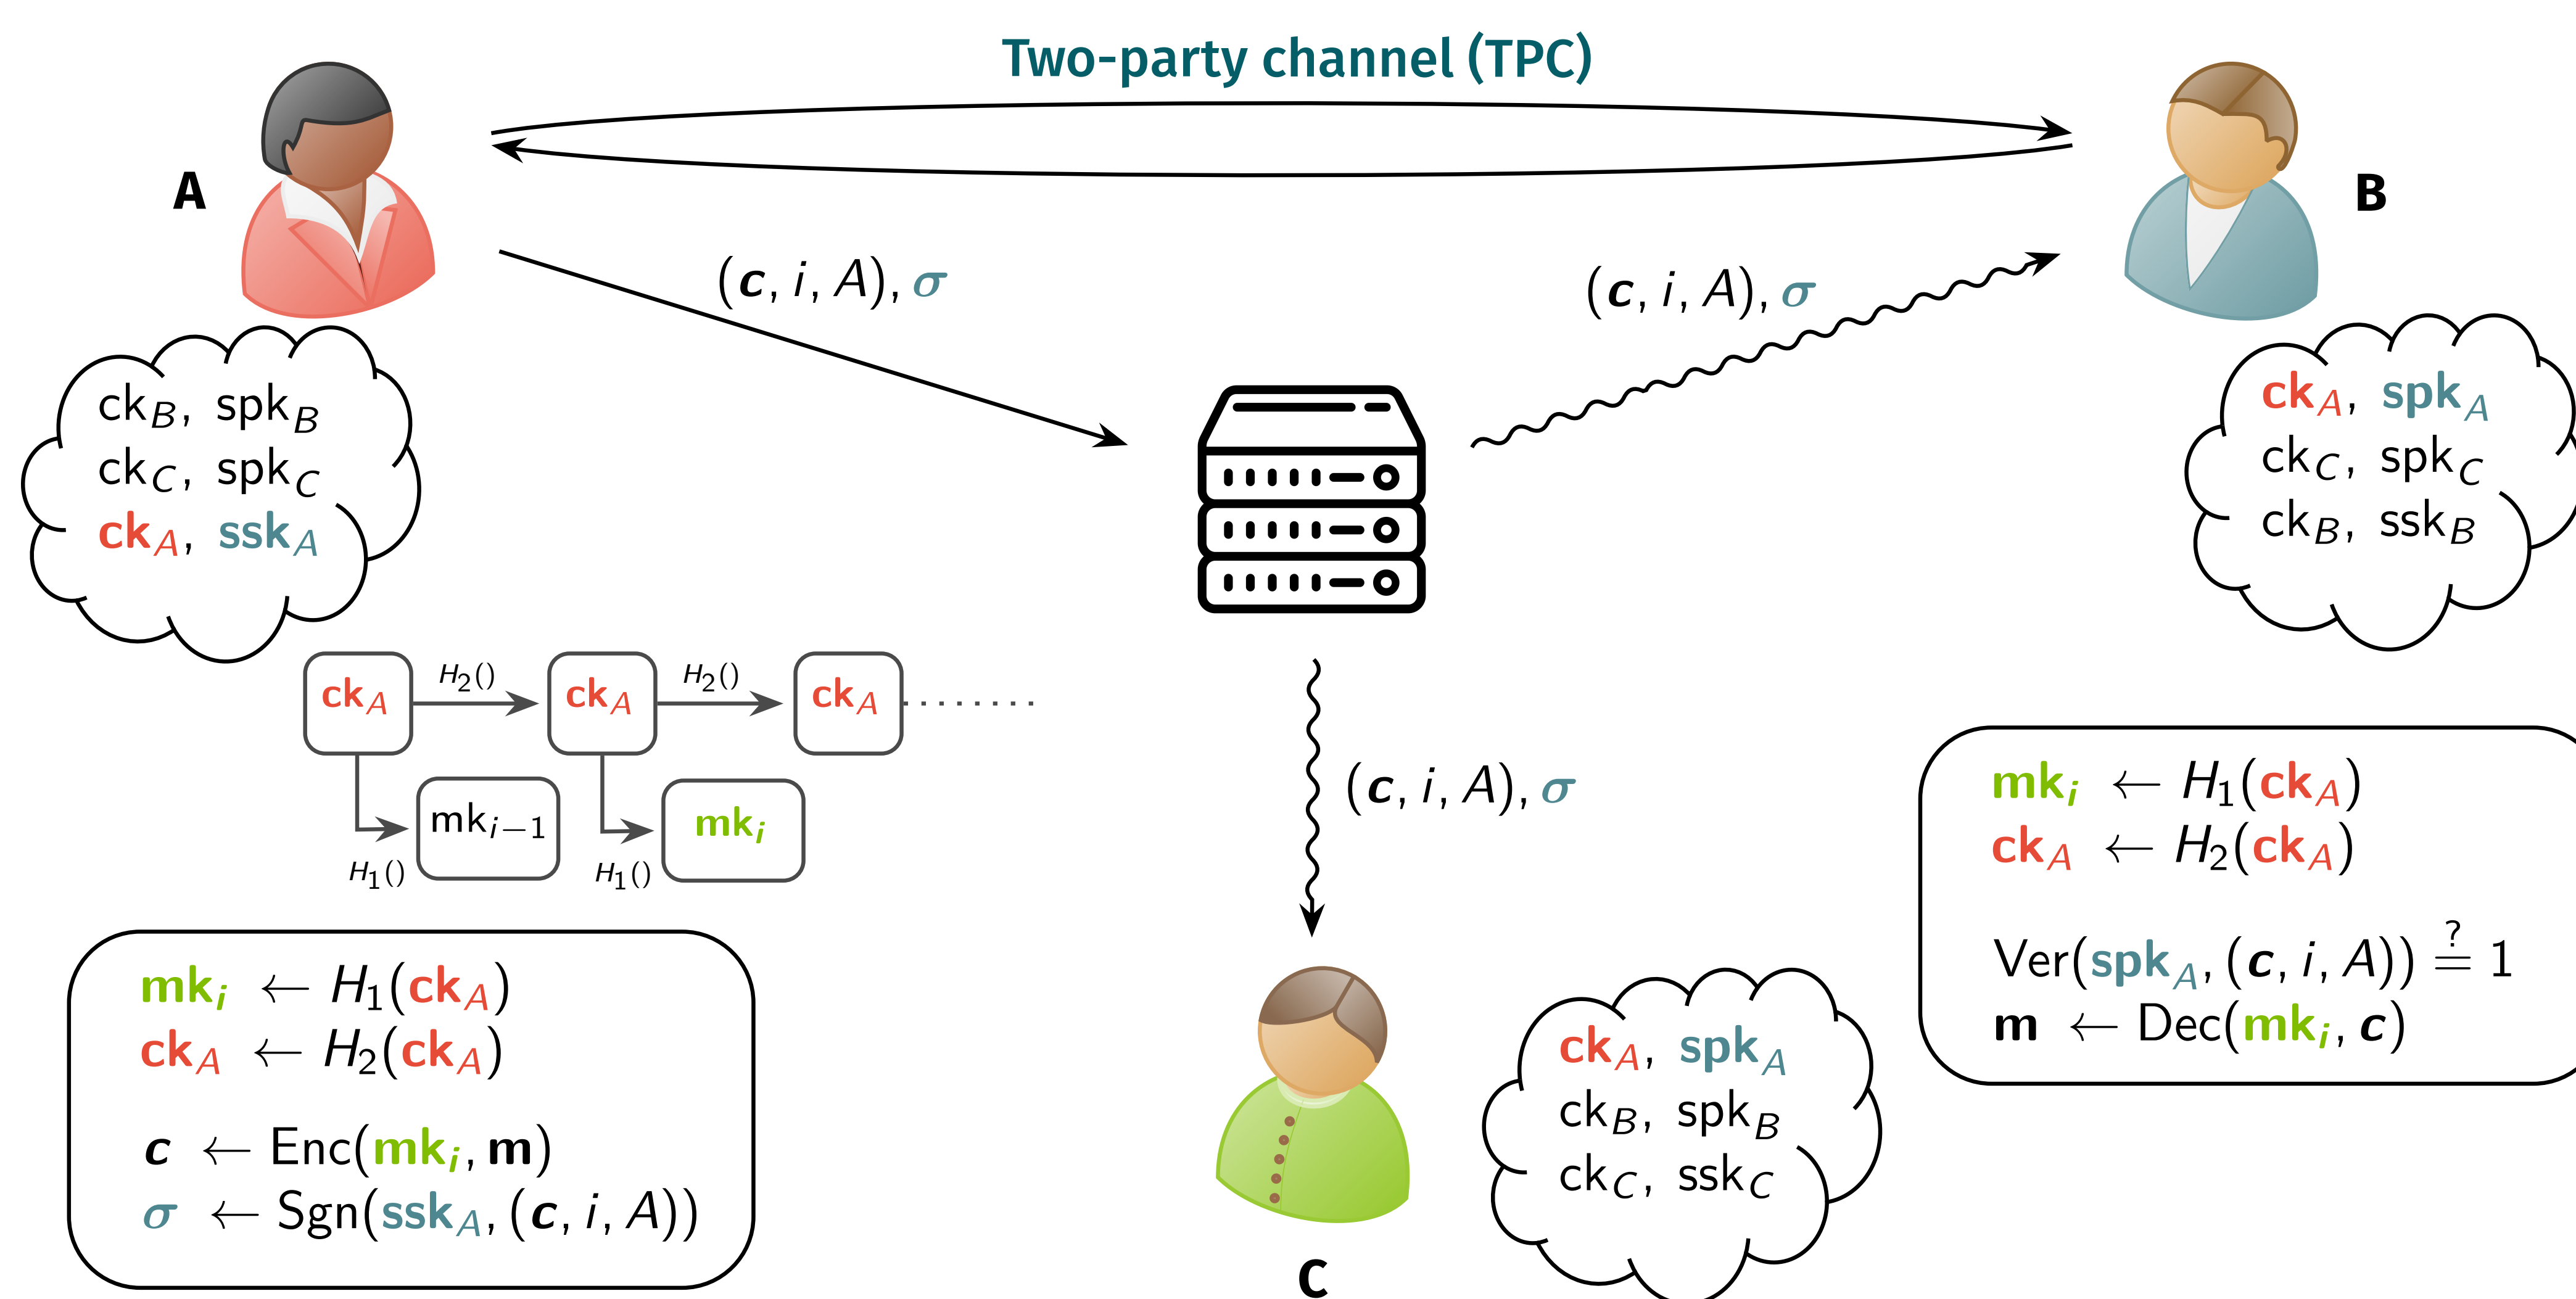 Two-party channel (TPC)
A
B
(c, i, A), σ
(c, i, A), σ
ck_B, spk_B
ck_C, spk_C
ck_A, ssk_A
ck_A, spk_A
ck_C, spk_C
ck_B, ssk_B
ck_A H_2() ck_A H_2() ck_A ........
mk_{i−1} mk_i
H_1() H_1()
(c, i, A), σ
mk_i ← H_1(ck_A)
ck_A ← H_2(ck_A)
Ver(spk_A, (c, i, A)) ≟ 1
m ← Dec(mk_i, c)
mk_i ← H_1(ck_A)
ck_A ← H_2(ck_A)
c ← Enc(mk_i, m)
σ ← Sgn(ssk_A, (c, i, A))
ck_A, spk_A
ck_B, spk_B
ck_C, ssk_C
C